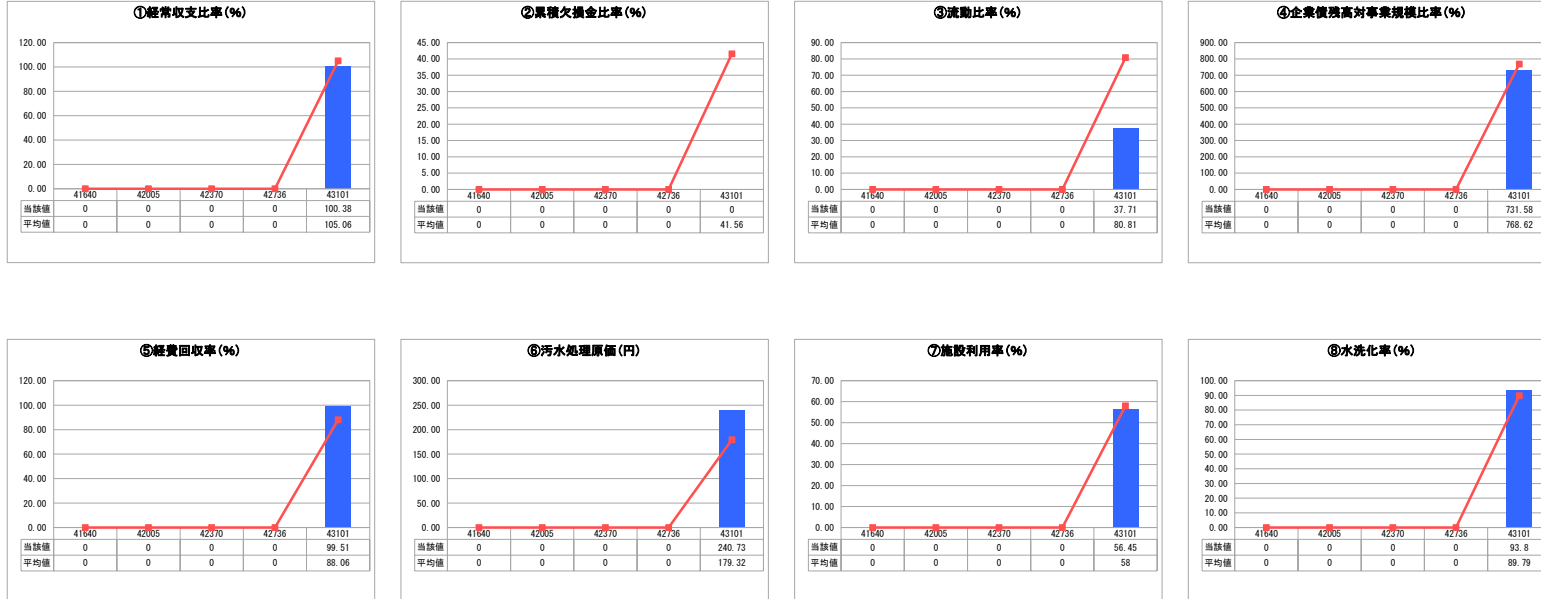 ①経常収支比率(%)
120.00
100.00
80.00
60.00
40.00
20.00
0.00
41640 42005 42370 42736 43101
当該値 0 0 0 0 100.38
平均値 0 0 0 0 105.06
②累積欠損金比率(%)
45.00
40.00
35.00
30.00
25.00
20.00
15.00
10.00
5.00
0.00
41640 42005 42370 42736 43101
当該値 0 0 0 0 0
平均値 0 0 0 0 41.56
③流動比率(%)
90.00
80.00
70.00
60.00
50.00
40.00
30.00
20.00
10.00
0.00
41640 42005 42370 42736 43101
当該値 0 0 0 0 37.71
平均値 0 0 0 0 80.81
④企業債残高対事業規模比率(%)
900.00
800.00
700.00
600.00
500.00
400.00
300.00
200.00
100.00
0.00
41640 42005 42370 42736 43101
当該値 0 0 0 0 731.58
平均値 0 0 0 0 768.62
⑤経費回収率(%)
120.00
100.00
80.00
60.00
40.00
20.00
0.00
41640 42005 42370 42736 43101
当該値 0 0 0 0 99.51
平均値 0 0 0 0 88.06
⑥汚水処理原価(円)
300.00
250.00
200.00
150.00
100.00
50.00
0.00
41640 42005 42370 42736 43101
当該値 0 0 0 0 240.73
平均値 0 0 0 0 179.32
⑦施設利用率(%)
70.00
60.00
50.00
40.00
30.00
20.00
10.00
0.00
41640 42005 42370 42736 43101
当該値 0 0 0 0 56.45
平均値 0 0 0 0 58
⑧水洗化率(%)
100.00
90.00
80.00
70.00
60.00
50.00
40.00
30.00
20.00
10.00
0.00
41640 42005 42370 42736 43101
当該値 0 0 0 0 93.8
平均値 0 0 0 0 89.79